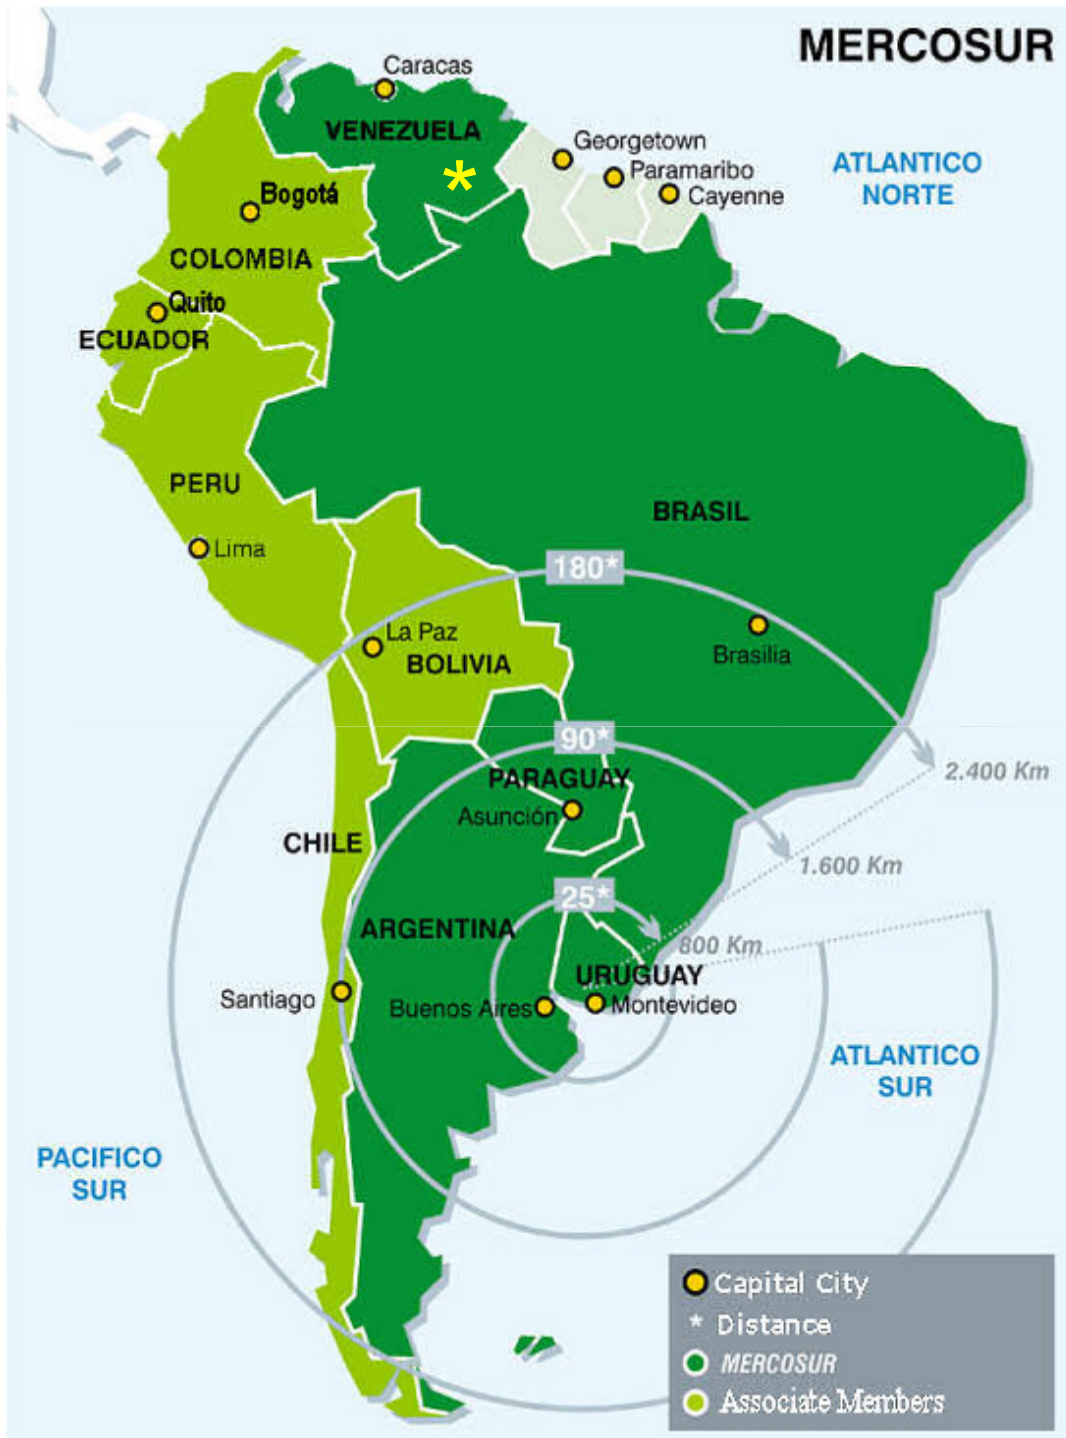 MERCOSUR
Caracas
VENEZUELA
*
Georgetown
Paramaribo
Cayenne
ATLANTICO
NORTE
Bogotá
COLOMBIA
Quito
ECUADOR
PERU
Lima
BRASIL
180*
La Paz
BOLIVIA
Brasilia
90*
2.400 Km
PARAGUAY
Asunción
CHILE
1.600 Km
25*
ARGENTINA
800 Km
URUGUAY
Santiago
Buenos Aires
Montevideo
ATLANTICO
SUR
PACIFICO
SUR
Capital City
* Distance
MERCOSUR
Associate Members